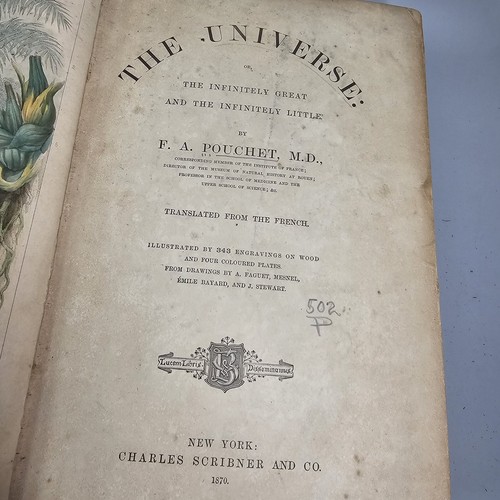 THE UNIVERSE:
OR,
THE INFINITELY GREAT
AND THE INFINITELY LITTLE.
BY
F. A. POUCHET, M.D.,
CORRESPONDING MEMBER OF THE INSTITUTE OF FRANCE;
DIRECTOR OF THE MUSEUM OF NATURAL HISTORY AT ROUEN;
PROFESSOR IN THE SCHOOL OF MEDICINE AND THE
UPPER SCHOOL OF SCIENCE; &c.
TRANSLATED FROM THE FRENCH.
ILLUSTRATED BY 343 ENGRAVINGS ON WOOD
AND FOUR COLOURED PLATES.
FROM DRAWINGS BY A. FAGUET, MESNEL,
ÉMILE BAYARD, AND J. STEWART.
502
P
Lucem Libris Disseminamus
NEW YORK:
CHARLES SCRIBNER AND CO.
1870.